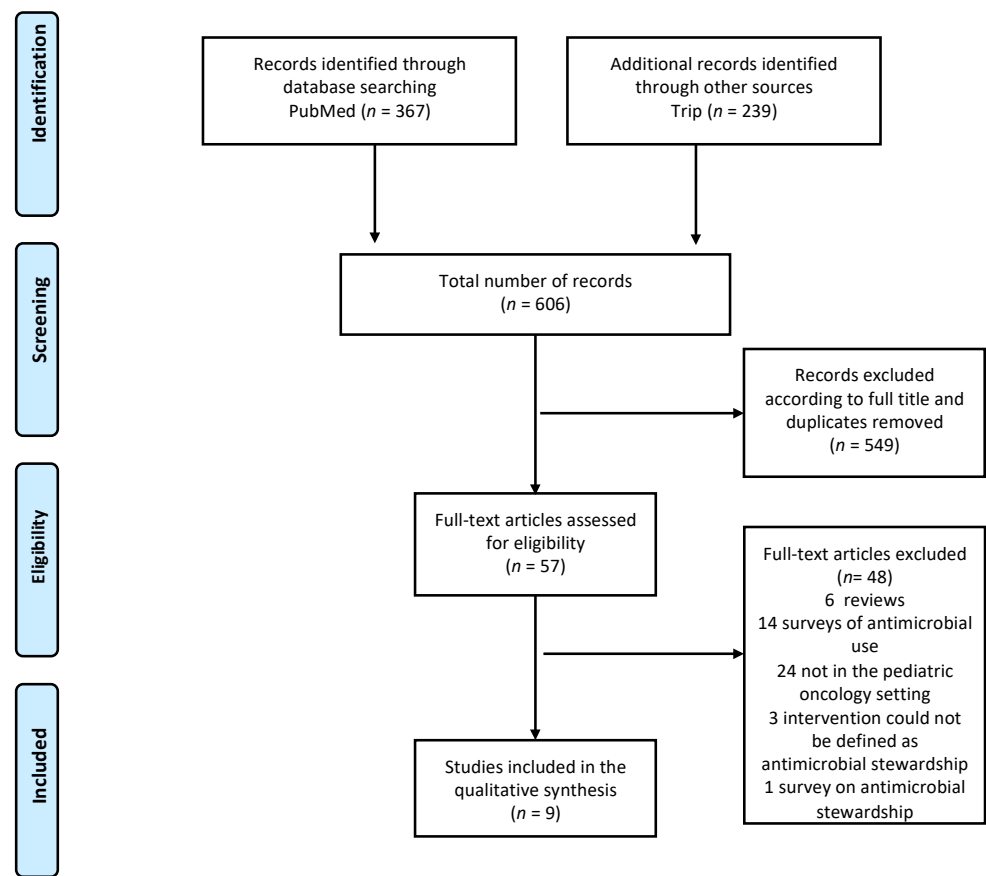 Identification
Records identified through
database searching
PubMed (n = 367)
Additional records identified
through other sources
Trip (n = 239)
Screening
Total number of records
(n = 606)
Records excluded
according to full title and
duplicates removed
(n = 549)
Eligibility
Full-text articles assessed
for eligibility
(n = 57)
Full-text articles excluded
(n= 48)
6 reviews
14 surveys of antimicrobial
use
24 not in the pediatric
oncology setting
3 intervention could not
be defined as
antimicrobial stewardship
1 survey on antimicrobial
stewardship
Included
Studies included in the
qualitative synthesis
(n = 9)